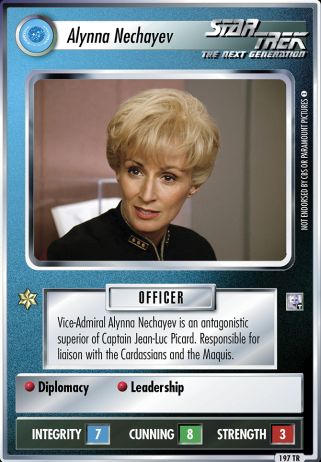 Alynna Nechayev
STAR TREK
THE NEXT GENERATION
NOT ENDORSED BY CBS OR PARAMOUNT PICTURES
OFFICER
Vice-Admiral Alynna Nechayev is an antagonistic
superior of Captain Jean-Luc Picard. Responsible for
liaison with the Cardassians and the Maquis.
Diplomacy
Leadership
INTEGRITY 7 CUNNING 8 STRENGTH 3
197 TR